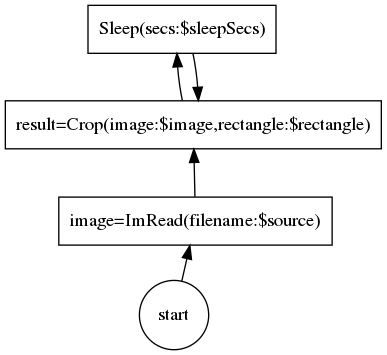 Sleep(secs:$sleepSecs)
result=Crop(image:$image,rectangle:$rectangle)
image=ImRead(filename:$source)
start